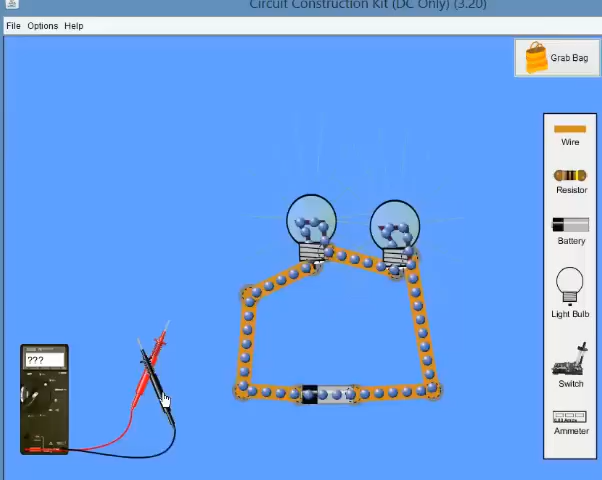 Circuit Construction Kit (DC Only) (3.20)
File Options Help
Grab Bag
Wire
Resistor
Battery
Light Bulb
Switch
Ammeter
???